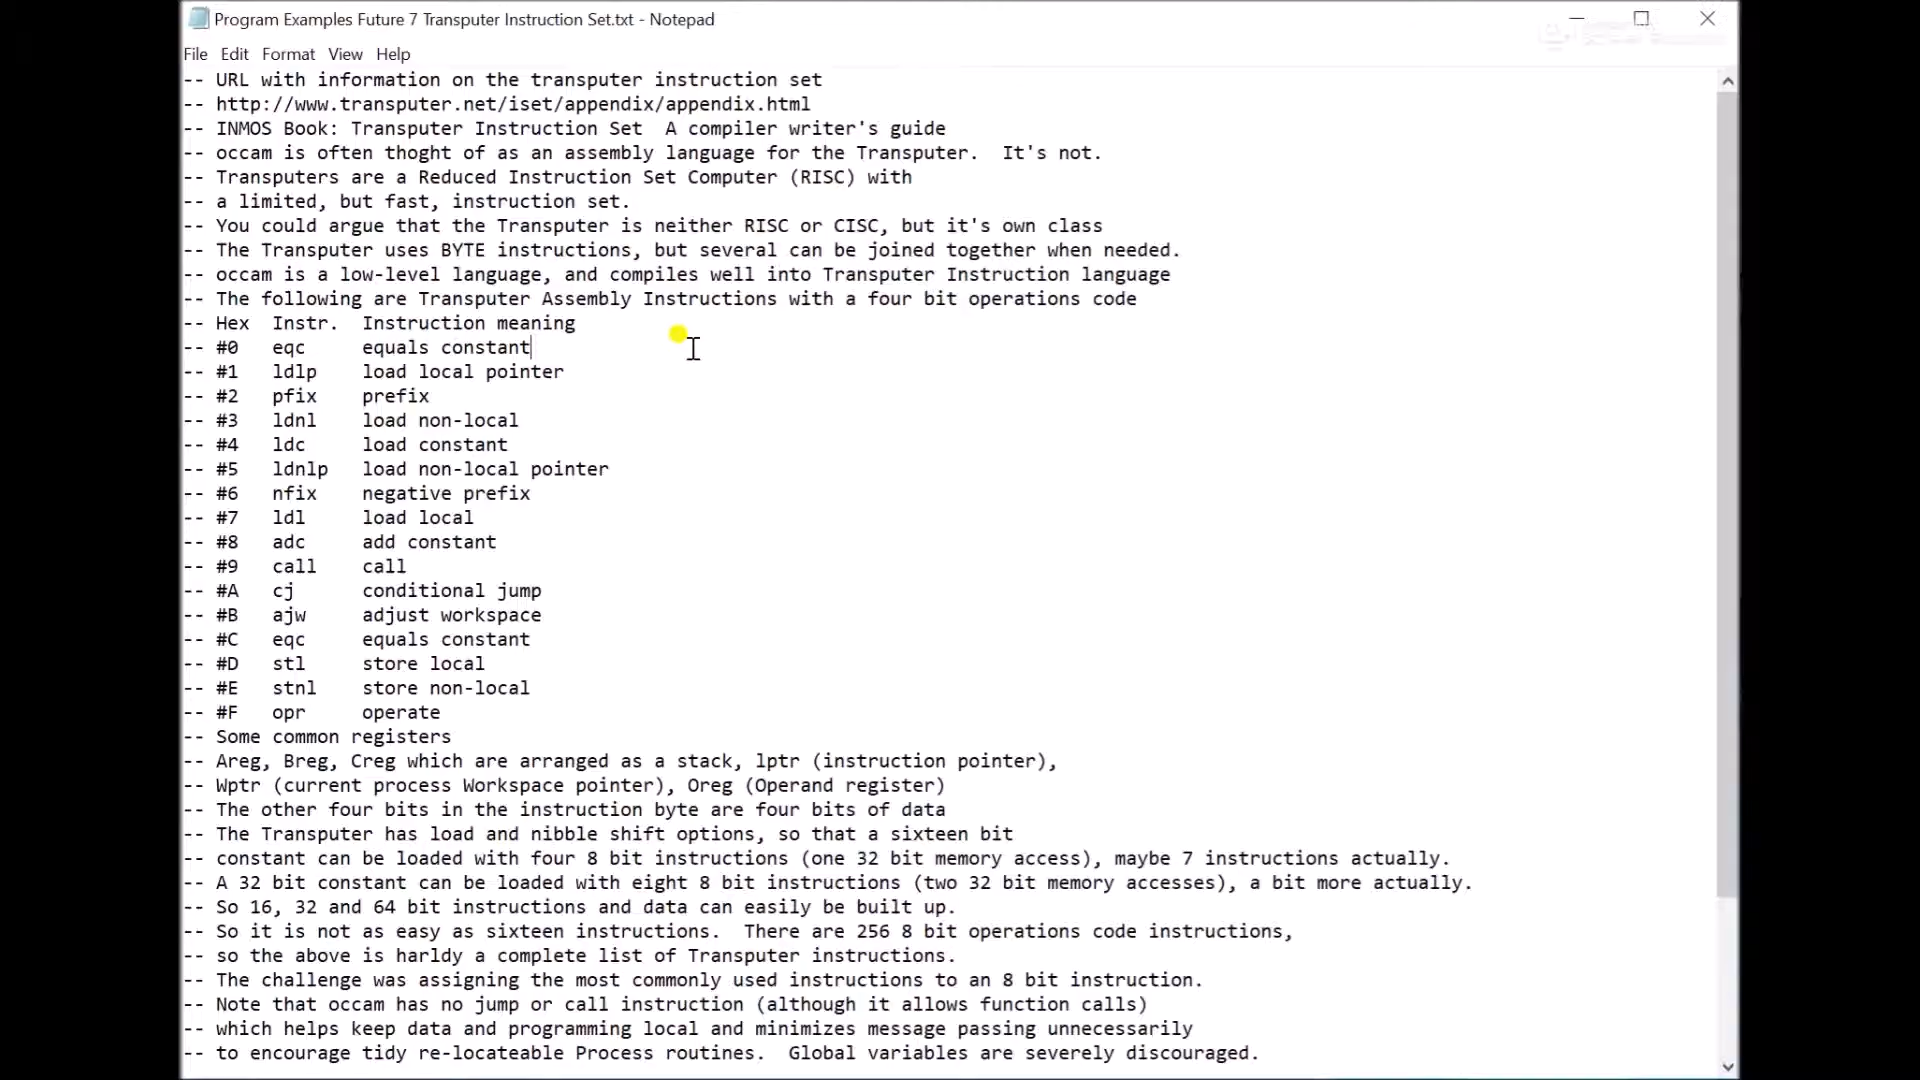 Program Examples Future 7 Transputer Instruction Set.txt - Notepad
File Edit Format View Help
-- URL with information on the transputer instruction set
-- http://www.transputer.net/iset/appendix/appendix.html
-- INMOS Book: Transputer Instruction Set  A compiler writer's guide
-- occam is often thoght of as an assembly language for the Transputer.  It's not.
-- Transputers are a Reduced Instruction Set Computer (RISC) with
-- a limited, but fast, instruction set.
-- You could argue that the Transputer is neither RISC or CISC, but it's own class
-- The Transputer uses BYTE instructions, but several can be joined together when needed.
-- occam is a low-level language, and compiles well into Transputer Instruction language
-- The following are Transputer Assembly Instructions with a four bit operations code
-- Hex  Instr.  Instruction meaning
-- #0   eqc     equals constant
-- #1   ldlp    load local pointer
-- #2   pfix    prefix
-- #3   ldnl    load non-local
-- #4   ldc     load constant
-- #5   ldnlp   load non-local pointer
-- #6   nfix    negative prefix
-- #7   ldl     load local
-- #8   adc     add constant
-- #9   call    call
-- #A   cj      conditional jump
-- #B   ajw     adjust workspace
-- #C   eqc     equals constant
-- #D   stl     store local
-- #E   stnl    store non-local
-- #F   opr     operate
-- Some common registers
-- Areg, Breg, Creg which are arranged as a stack, lptr (instruction pointer),
-- Wptr (current process Workspace pointer), Oreg (Operand register)
-- The other four bits in the instruction byte are four bits of data
-- The Transputer has load and nibble shift options, so that a sixteen bit
-- constant can be loaded with four 8 bit instructions (one 32 bit memory access), maybe 7 instructions actually.
-- A 32 bit constant can be loaded with eight 8 bit instructions (two 32 bit memory accesses), a bit more actually.
-- So 16, 32 and 64 bit instructions and data can easily be built up.
-- So it is not as easy as sixteen instructions.  There are 256 8 bit operations code instructions,
-- so the above is harldy a complete list of Transputer instructions.
-- The challenge was assigning the most commonly used instructions to an 8 bit instruction.
-- Note that occam has no jump or call instruction (although it allows function calls)
-- which helps keep data and programming local and minimizes message passing unnecessarily
-- to encourage tidy re-locateable Process routines.  Global variables are severely discouraged.